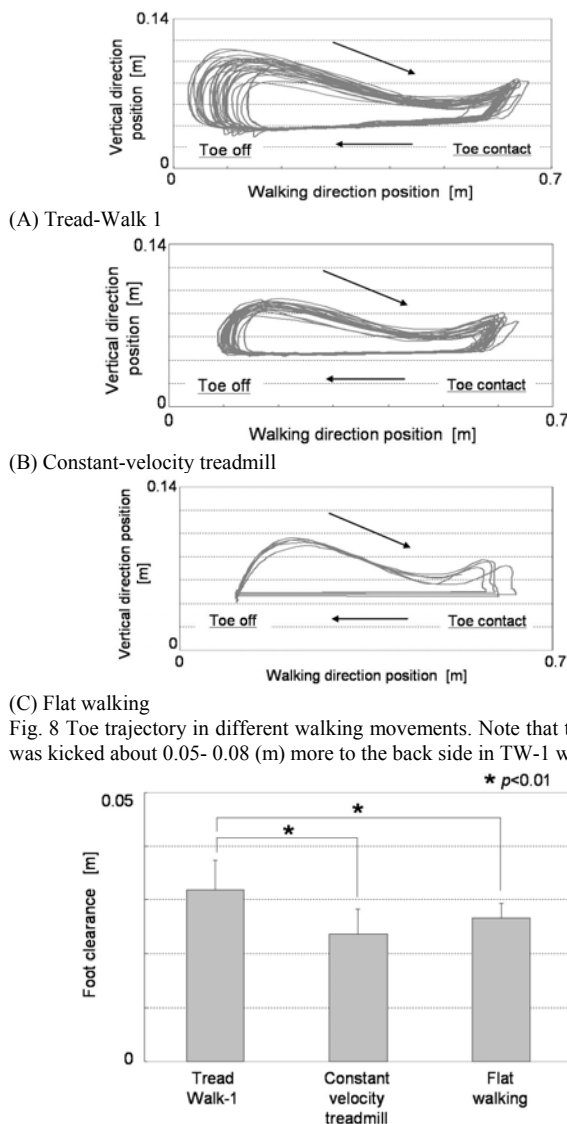 0.14
Vertical direction
position [m]
Toe off Toe contact
0
0 0.7
Walking direction position [m]
(A) Tread-Walk 1
0.14
Vertical direction
position [m]
Toe off Toe contact
0
0 0.7
Walking direction position [m]
(B) Constant-velocity treadmill
0.14
Vertical direction position
[m]
Toe off Toe contact
0
0 0.7
Walking direction position [m]
(C) Flat walking
Fig. 8 Toe trajectory in different walking movements. Note that t
was kicked about 0.05- 0.08 (m) more to the back side in TW-1 w
* p<0.01
0.05
*
*
Foot clearance [m]
0
Tread
Walk-1
Constant
velocity
treadmill
Flat
walking